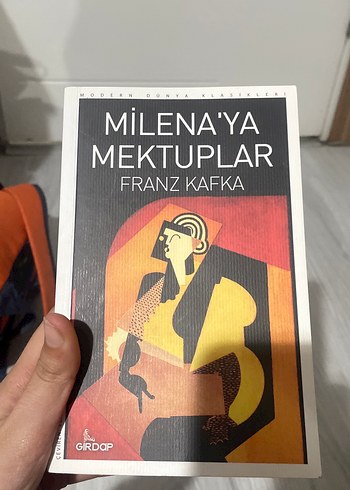 MODERN DÜNYA KLASİKLERİ
MİLENA'YA
MEKTUPLAR
FRANZ KAFKA
GİRDAP